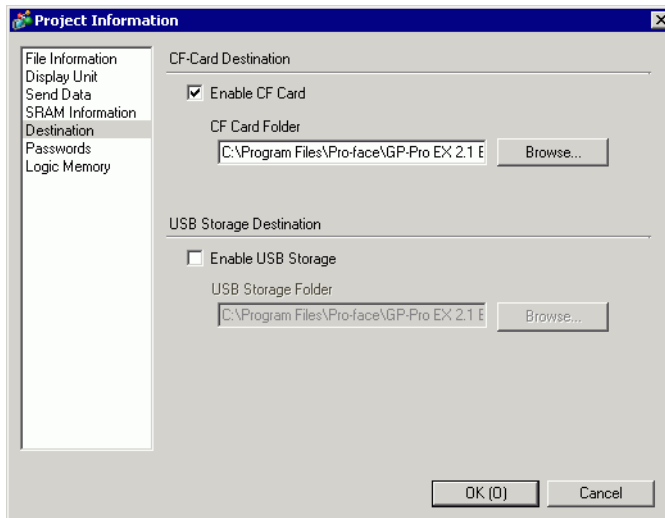 Project Information
File Information
Display Unit
Send Data
SRAM Information
Destination
Passwords
Logic Memory
CF-Card Destination
Enable CF Card
CF Card Folder
C:\Program Files\Pro-face\GP-Pro EX 2.1 E
Browse...
USB Storage Destination
Enable USB Storage
USB Storage Folder
C:\Program Files\Pro-face\GP-Pro EX 2.1 E
Browse...
OK (O)
Cancel